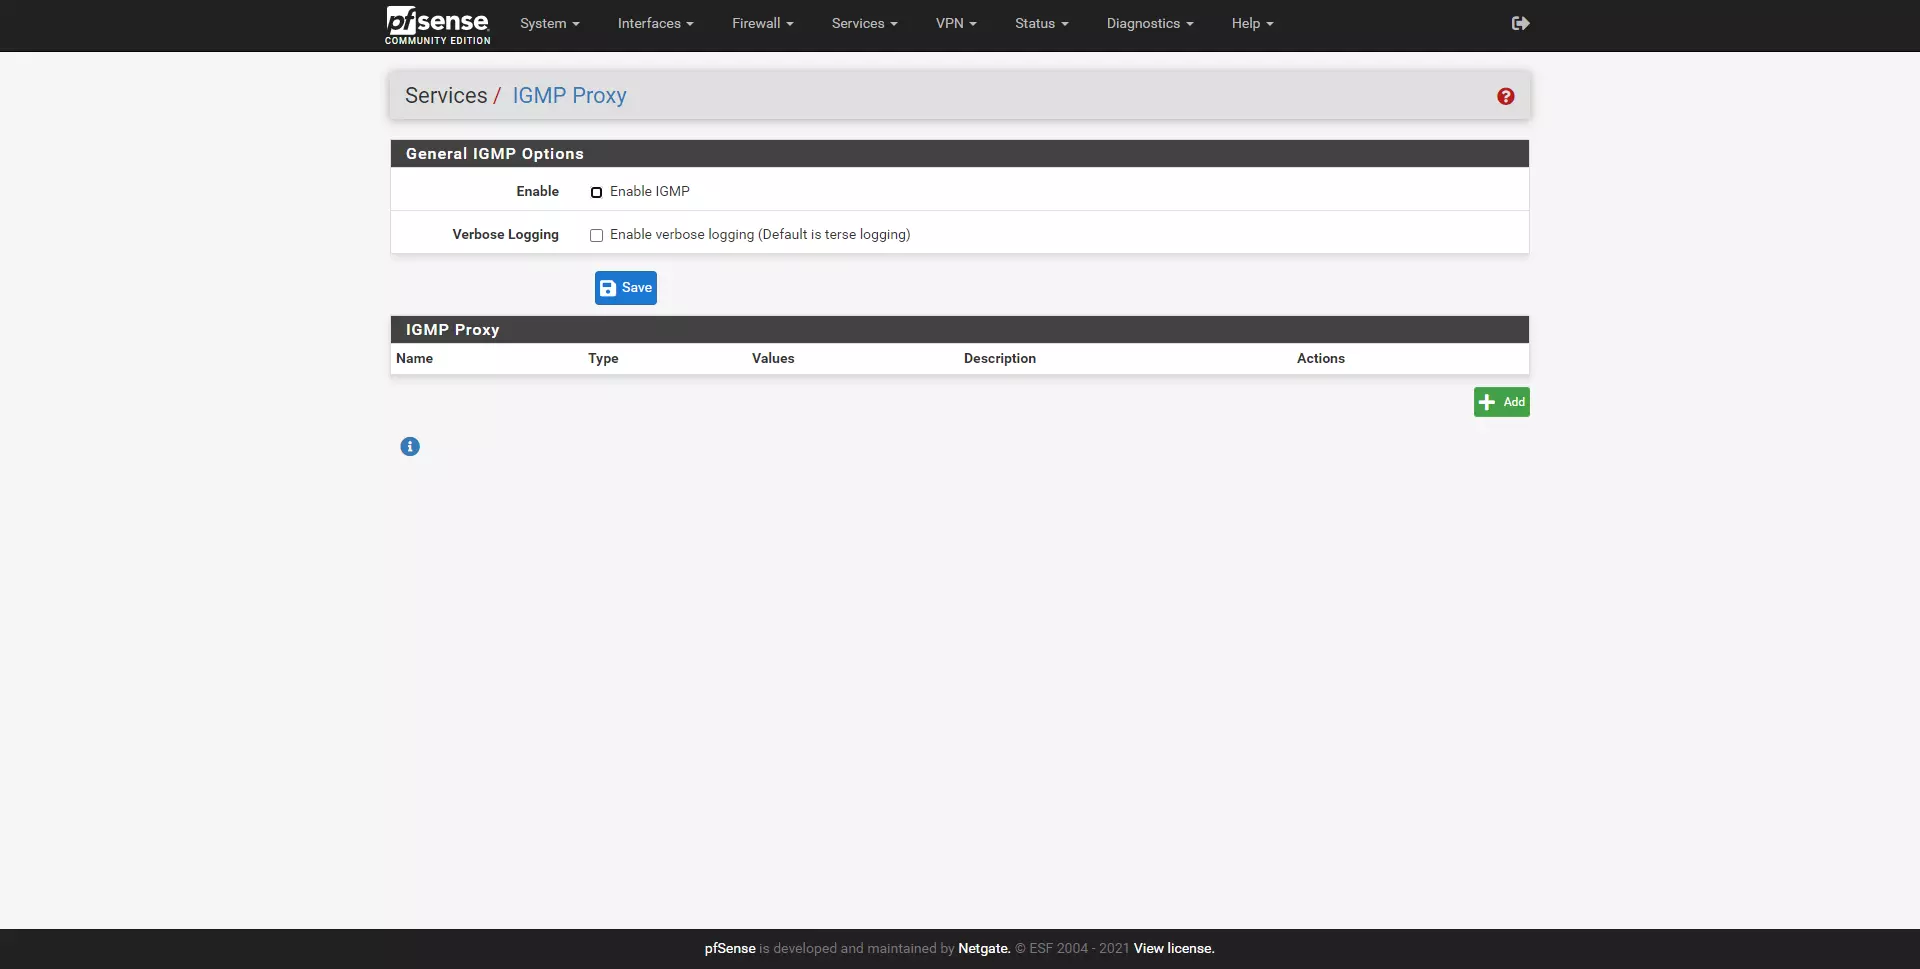 pfsense
COMMUNITY EDITION
System
Interfaces
Firewall
Services
VPN
Status
Diagnostics
Help
Services / IGMP Proxy
General IGMP Options
Enable
Enable IGMP
Verbose Logging
Enable verbose logging (Default is terse logging)
Save
IGMP Proxy
Name Type Values Description Actions
Add
pfSense is developed and maintained by Netgate. © ESF 2004 - 2021 View license.